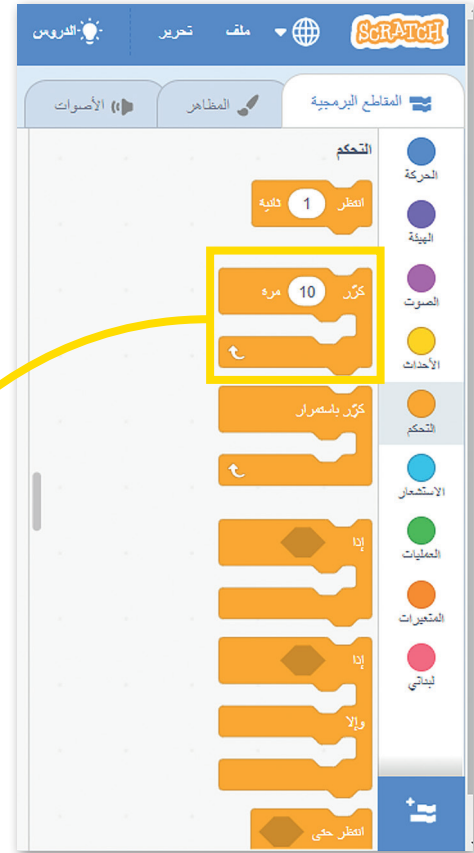 SCRATCH
ملف
تحرير
الدروس
المقاطع البرمجية
المظاهر
الأصوات
الحركة
الهيئة
الصوت
الأحداث
التحكم
الاستشعار
العمليات
المتغيرات
لبناتي
التحكم
انتظر 1 ثانية
كرّر 10 مرة
كرّر باستمرار
إذا
إذا
وإلا
انتظر حتى